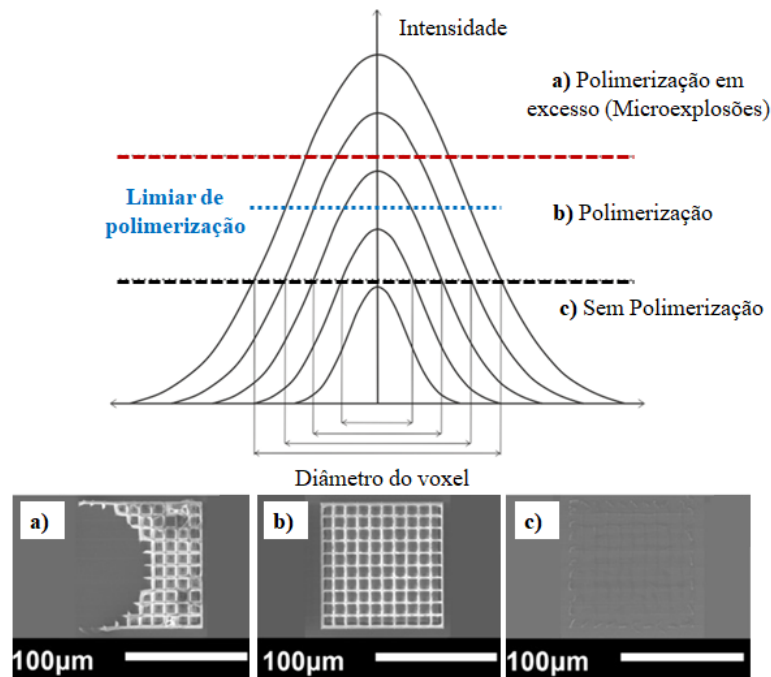 Intensidade
a) Polimerização em
excesso (Microexplosões)
Limiar de
polimerização
b) Polimerização
c) Sem Polimerização
Diâmetro do voxel
a)
100µm
b)
100µm
c)
100µm